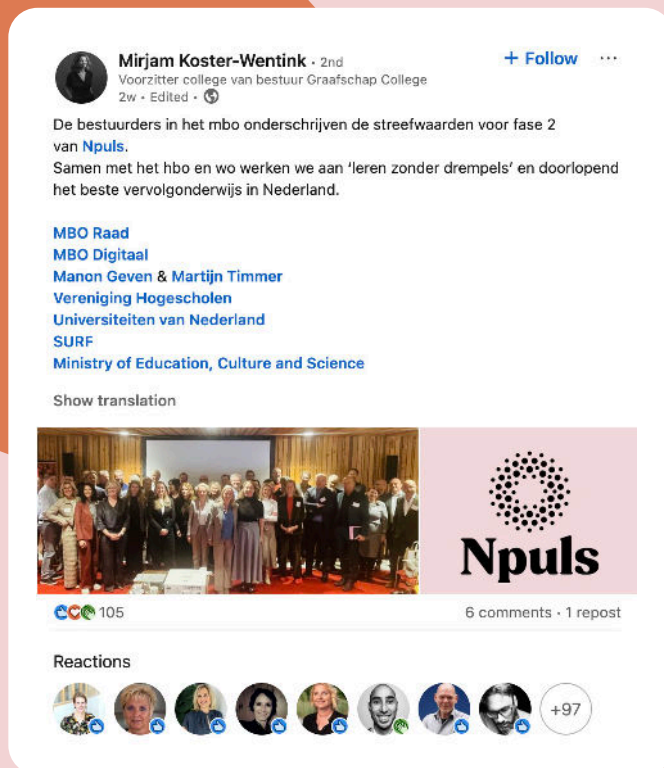 Mirjam Koster-Wentink · 2nd
+ Follow ···
Voorzitter college van bestuur Graafschap College
2w · Edited ·
De bestuurders in het mbo onderschrijven de streefwaarden voor fase 2
van Npuls.
Samen met het hbo en wo werken we aan ‘leren zonder drempels’ en doorlopend
het beste vervolgonderwijs in Nederland.
MBO Raad
MBO Digitaal
Manon Geven & Martijn Timmer
Vereniging Hogescholen
Universiteiten van Nederland
SURF
Ministry of Education, Culture and Science
Show translation
Npuls
105
6 comments · 1 repost
Reactions
+97